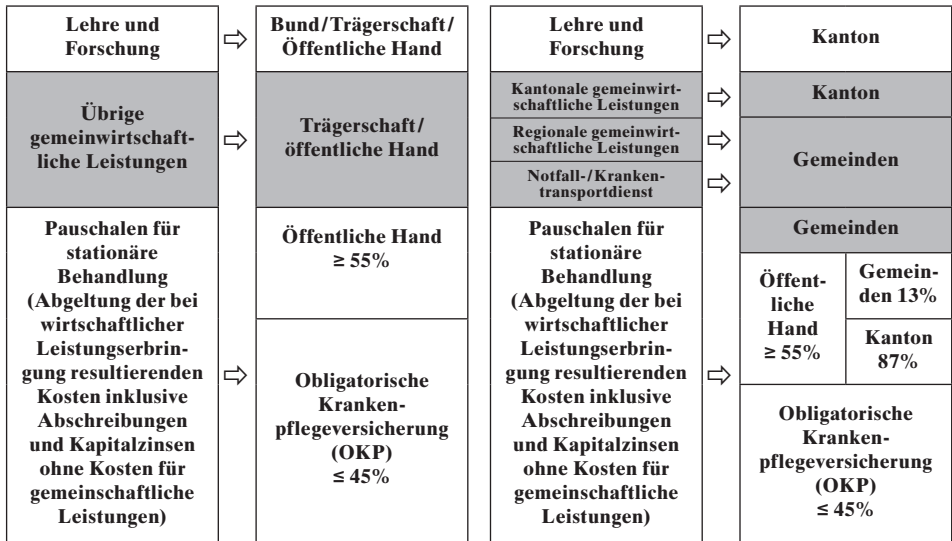 Lehre und
Forschung
Bund/Trägerschaft/
Öffentliche Hand
Übrige
gemeinwirtschaft-
liche Leistungen
Trägerschaft/
öffentliche Hand
Pauschalen für
stationäre
Behandlung
(Abgeltung der bei
wirtschaftlicher
Leistungserbrin-
gung resultierenden
Kosten inklusive
Abschreibungen
und Kapitalzinsen
ohne Kosten für
gemeinschaftliche
Leistungen)
Öffentliche Hand
≥ 55%
Obligatorische
Kranken-
pflegeversicherung
(OKP)
≤ 45%
Lehre und
Forschung
Kanton
Kantonale gemeinwirt-
schaftliche Leistungen
Kanton
Regionale gemeinwirt-
schaftliche Leistungen
Notfall-/Kranken-
transportdienst
Gemeinden
Pauschalen für
stationäre
Behandlung
(Abgeltung der bei
wirtschaftlicher
Leistungserbrin-
gung resultierenden
Kosten inklusive
Abschreibungen
und Kapitalzinsen
ohne Kosten für
gemeinschaftliche
Leistungen)
Gemeinden
Öffent-
liche
Hand
≥ 55%
Gemein-
den 13%
Kanton
87%
Obligatorische
Kranken-
pflegeversicherung
(OKP)
≤ 45%